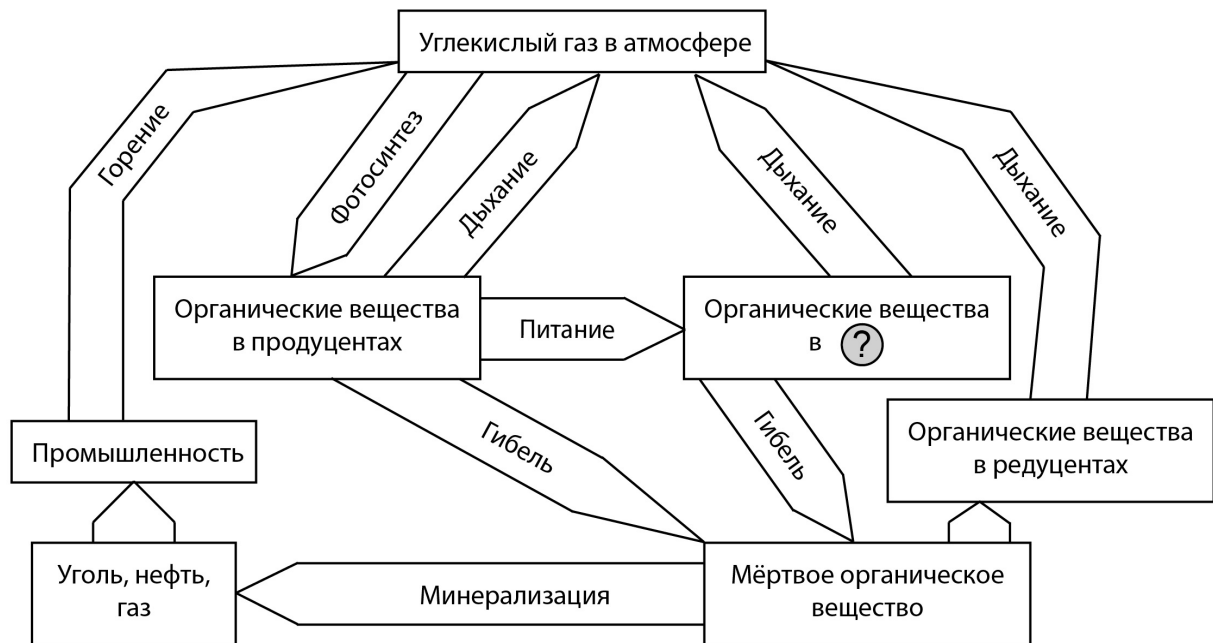 Углекислый газ в атмосфере
Горение
Фотосинтез
Дыхание
Дыхание
Дыхание
Органические вещества
в продуцентах
Питание
Органические вещества
в ?
Гибель
Гибель
Промышленность
Органические вещества
в редуцентах
Уголь, нефть,
газ
Минерализация
Мёртвое органическое
вещество